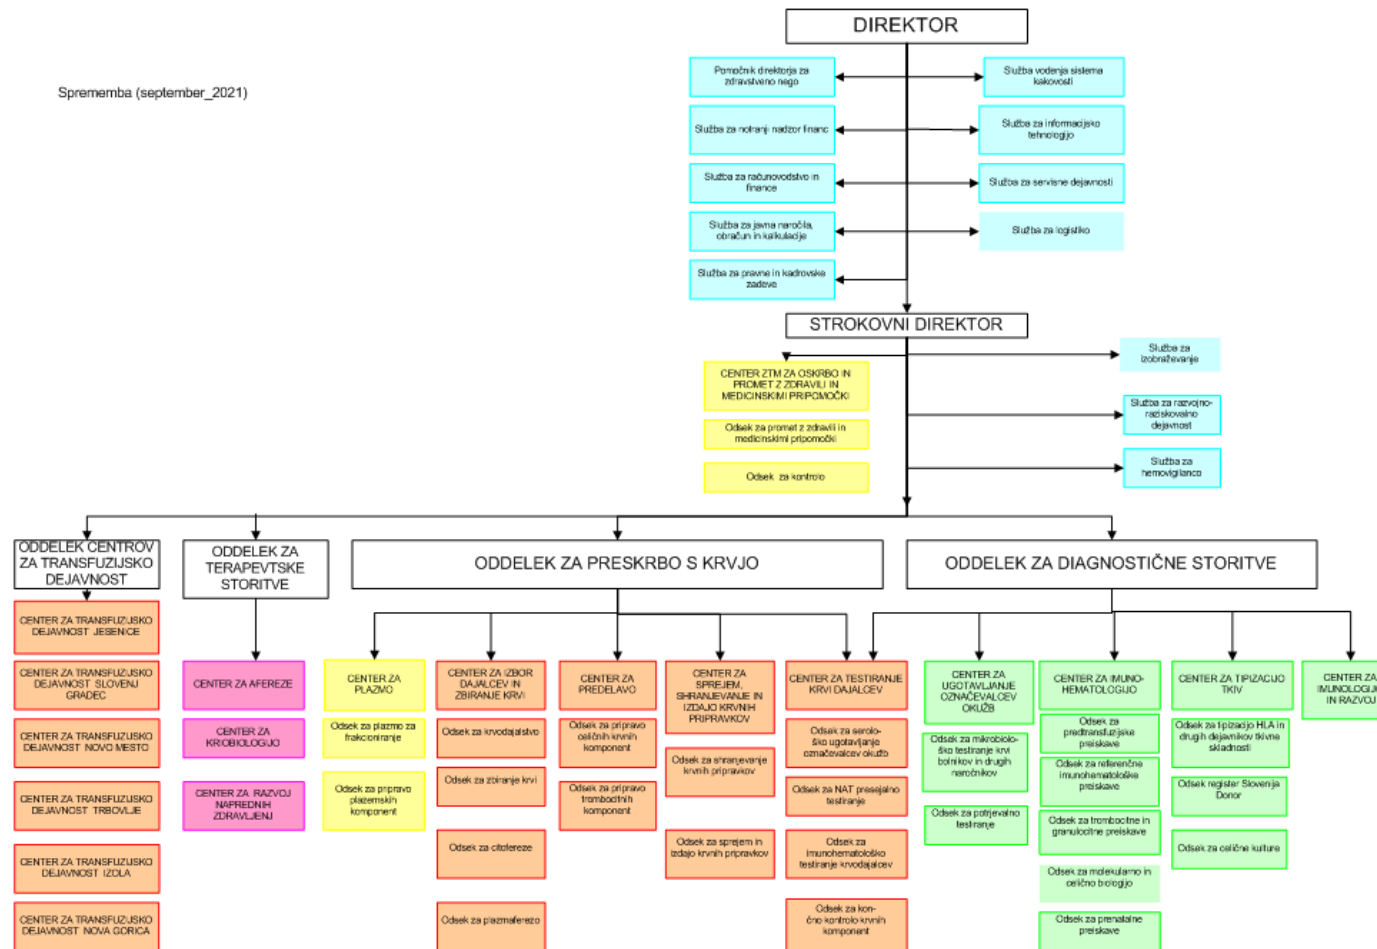 DIREKTOR
Sprememba (september_2021)
Pomočnik direktorja za
zdravstveno nego
Služba vodenja sistema
kakovosti
Služba za notranji nadzor financ
Služba za informacijsko
tehnologijo
Služba za računovodstvo in
finance
Služba za servisne dejavnosti
Služba za javna naročila,
obračun in kalkulacije
Služba za logistiko
Služba za pravne in kadrovske
zadeve
STROKOVNI DIREKTOR
Služba za
izobraževanje
CENTER ZTM ZA OSKRBO IN
PROMET Z ZDRAVILI IN
MEDICINSKIMI PRIPOMOČKI
Služba za razvojno-
raziskovalno
dejavnost
Odsek za promet z zdravili in
medicinskimi pripomočki
Služba za
hemovigilanco
Odsek za kontrolo
ODDELEK CENTROV
ZA TRANSFUZIJSKO
DEJAVNOST
ODDELEK ZA
TERAPEVTSKE
STORITVE
ODDELEK ZA PRESKRBO S KRVJO
ODDELEK ZA DIAGNOSTIČNE STORITVE
CENTER ZA TRANSFUZIJSKO
DEJAVNOST JESENICE
CENTER ZA TRANSFUZIJSKO
DEJAVNOST SLOVENJ
GRADEC
CENTER ZA TRANSFUZIJSKO
DEJAVNOST NOVO MESTO
CENTER ZA TRANSFUZIJSKO
DEJAVNOST TRBOVLJE
CENTER ZA TRANSFUZIJSKO
DEJAVNOST IZOLA
CENTER ZA TRANSFUZIJSKO
DEJAVNOST NOVA GORICA
CENTER ZA AFEREZE
CENTER ZA
KRIOBIOLOGIJO
CENTER ZA RAZVOJ
NAPREDNIH
ZDRAVLJENJ
CENTER ZA
PLAZMO
Odsek za plazmo za
frakcioniranje
Odsek za pripravo
plazemskih
komponent
CENTER ZA IZBOR
DAJALCEV IN
ZBIRANJE KRVI
Odsek za krvodajalstvo
Odsek za zbiranje krvi
Odsek za citofereze
Odsek za plazmaferezo
CENTER ZA
PREDELAVO
Odsek za pripravo
celičnih krvnih
komponent
Odsek za pripravo
trombocitnih
komponent
CENTER ZA
SPREJEM,
SHRANJEVANJE IN
IZDAJO KRVNIH
PRIPRAVKOV
Odsek za shranjevanje
krvnih pripravkov
Odsek za sprejem in
izdajo krvnih pripravkov
CENTER ZA TESTIRANJE
KRVI DAJALCEV
Odsek za serolo-
ško ugotavljanje
označevalcev okužb
Odsek za NAT presejalno
testiranje
Odsek za
imunohematološko
testiranje krvodajalcev
Odsek za kon-
čno kontrolo krvnih
komponent
CENTER ZA
UGOTAVLJANJE
OZNAČEVALCEV
OKUŽB
Odsek za mikrobiolo-
ško testiranje krvi
bolnikov in drugih
naročnikov
Odsek za potrjevalno
testiranje
CENTER ZA IMUNO-
HEMATOLOGIJO
Odsek za
predtransfuzijske
preiskave
Odsek za referenčne
imunohematološke
preiskave
Odsek za trombocitne in
granulocitne preiskave
Odsek za molekularno in
celično biologijo
Odsek za prenatalne
preiskave
CENTER ZA TIPIZACIJO
TKIV
Odsek za tipizacijo HLA in
drugih dejavnikov tkivne
skladnosti
Odsek register Slovenija
Donor
Odsek za celične kulture
CENTER ZA
IMUNOLOGIJO
IN RAZVOJ